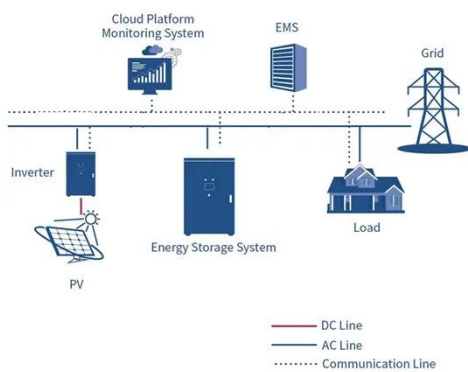 Cloud Platform
Monitoring System
EMS
Grid
Inverter
Energy Storage System
Load
PV
DC Line
AC Line
Communication Line